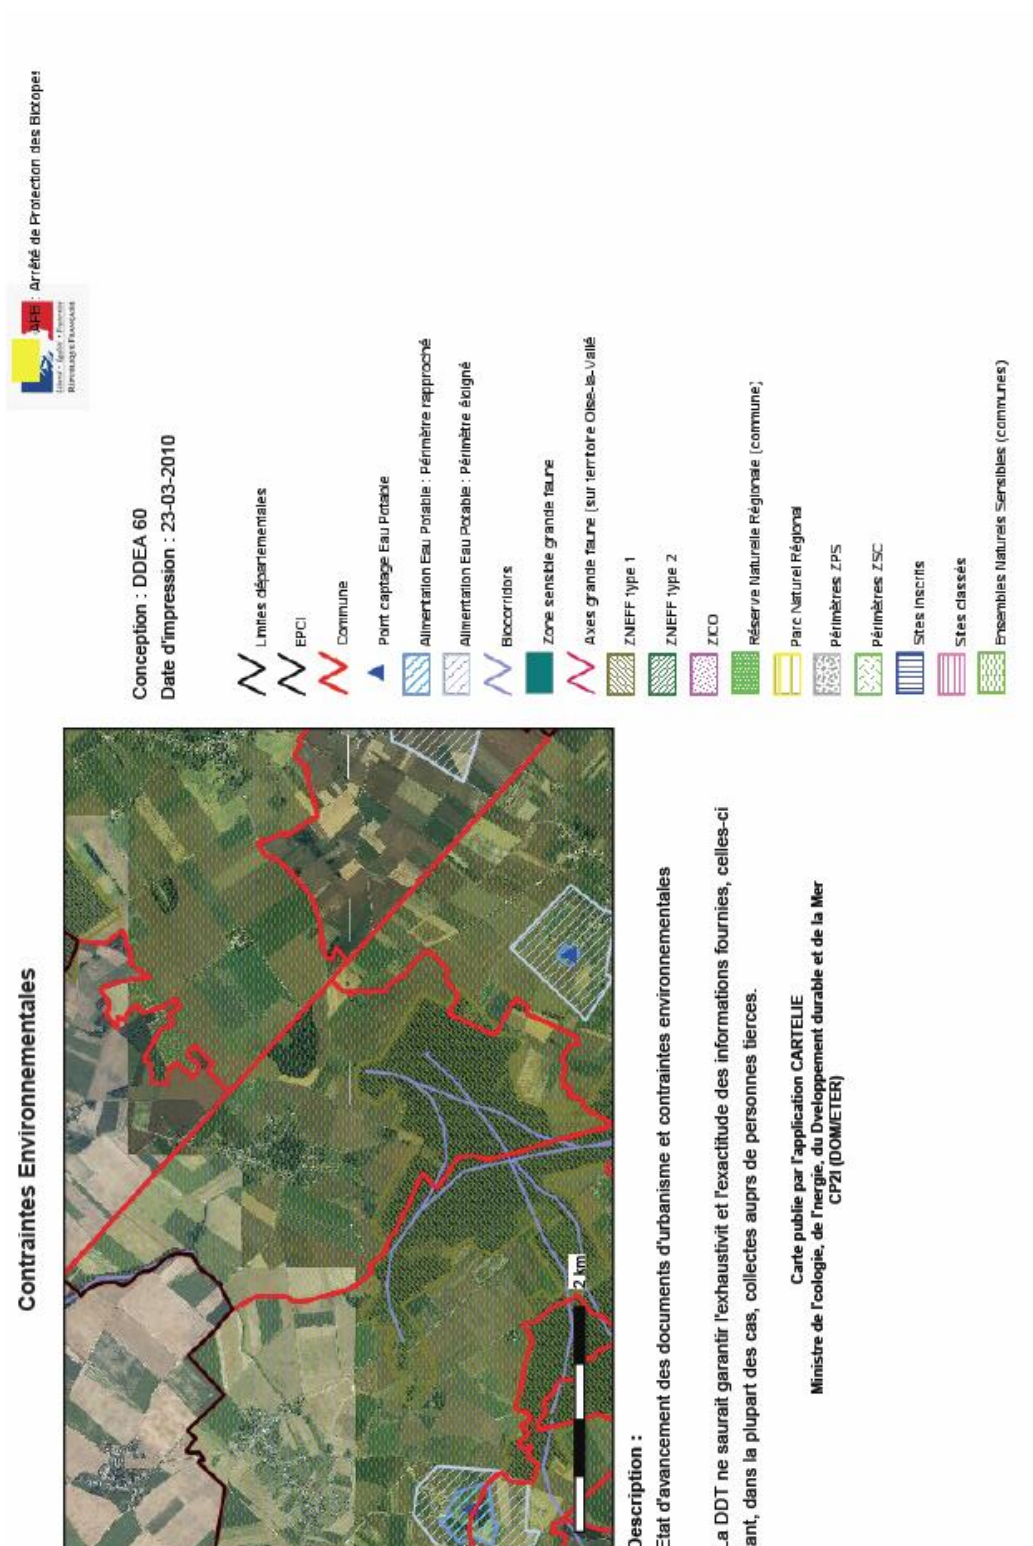 Contraintes Environnementales
APB : Arrêté de Protection des Biotopes
Liberté • Égalité • Fraternité
RÉPUBLIQUE FRANÇAISE
Conception : DDEA 60
Date d'impression : 23-03-2010
Limites départementales
EPCI
Commune
Point captage Eau Potable
Alimentation Eau Potable : Périmètre rapproché
Alimentation Eau Potable : Périmètre éloigné
Biocorridors
Zone sensible grande faune
Axes grande faune (sur territoire Oise-la-Vallé
ZNIEFF type 1
ZNIEFF type 2
ZICO
Réserve Naturelle Régionale (commune)
Parc Naturel Régional
Périmètres ZPS
Périmètres ZSC
Sites inscrits
Sites classés
Ensembles Naturels Sensibles (communes)
2 km
Description :
Etat d'avancement des documents d'urbanisme et contraintes environnementales
La DDT ne saurait garantir l'exhaustivit et l'exactitude des informations fournies, celles-ci
ant, dans la plupart des cas, collectes auprs de personnes tierces.
Carte publie par l'application CARTELIE
Ministre de l'cologie, de l'nergie, du Dveloppement durable et de la Mer
CP2I (DOM/ETER)